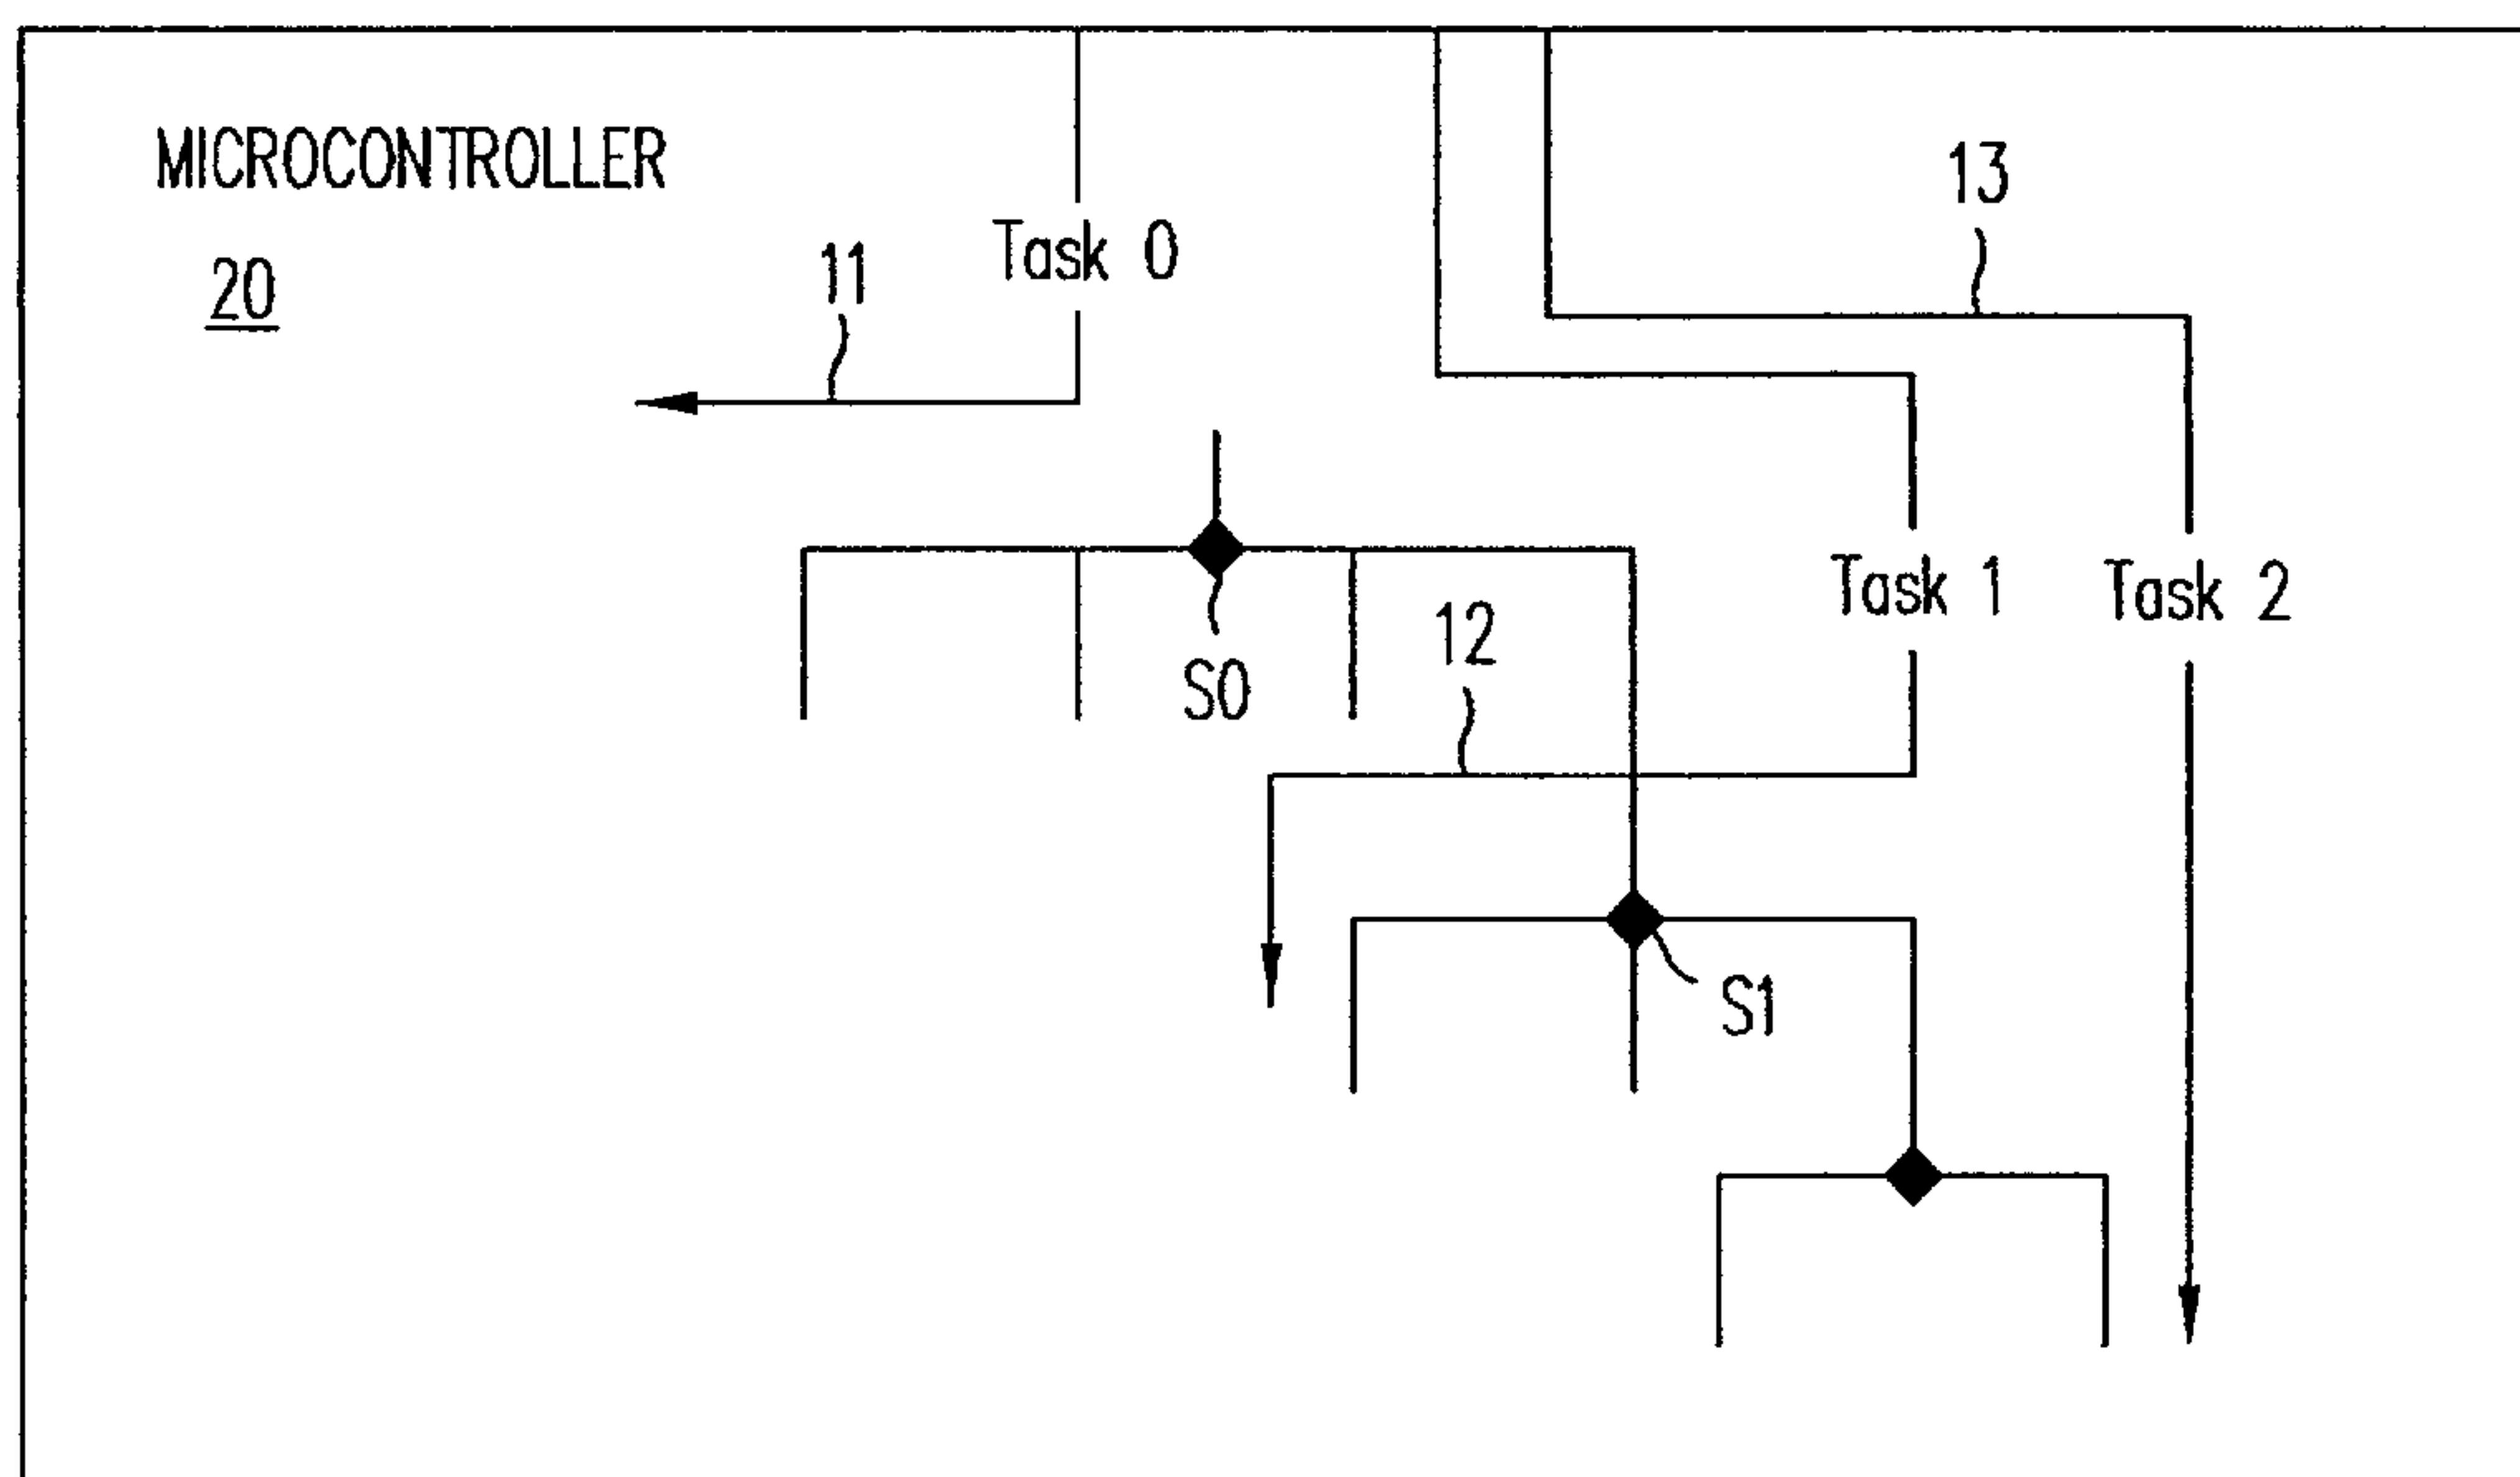 MICROCONTROLLER
20
11
Task 0
13
S0
12
Task 1
Task 2
S1